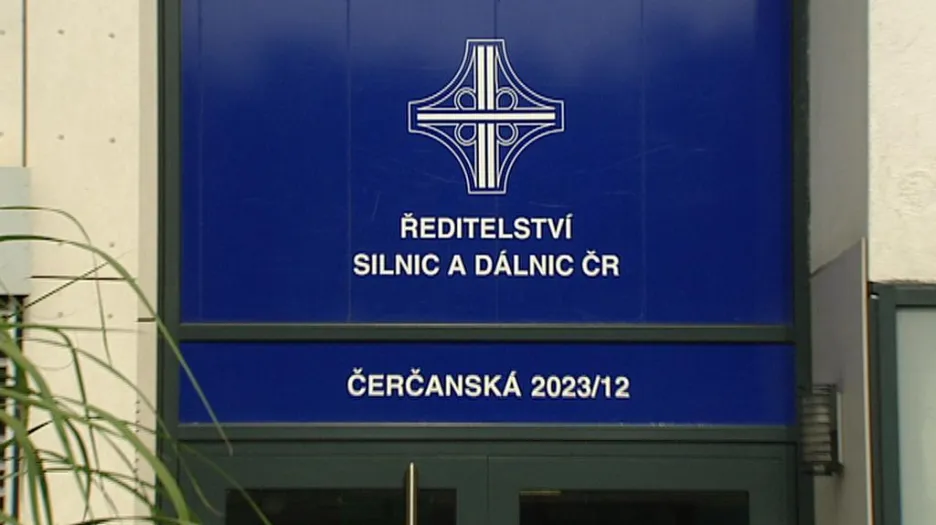 ŘEDITELSTVÍ
SILNIC A DÁLNIC ČR
ČERČANSKÁ 2023/12